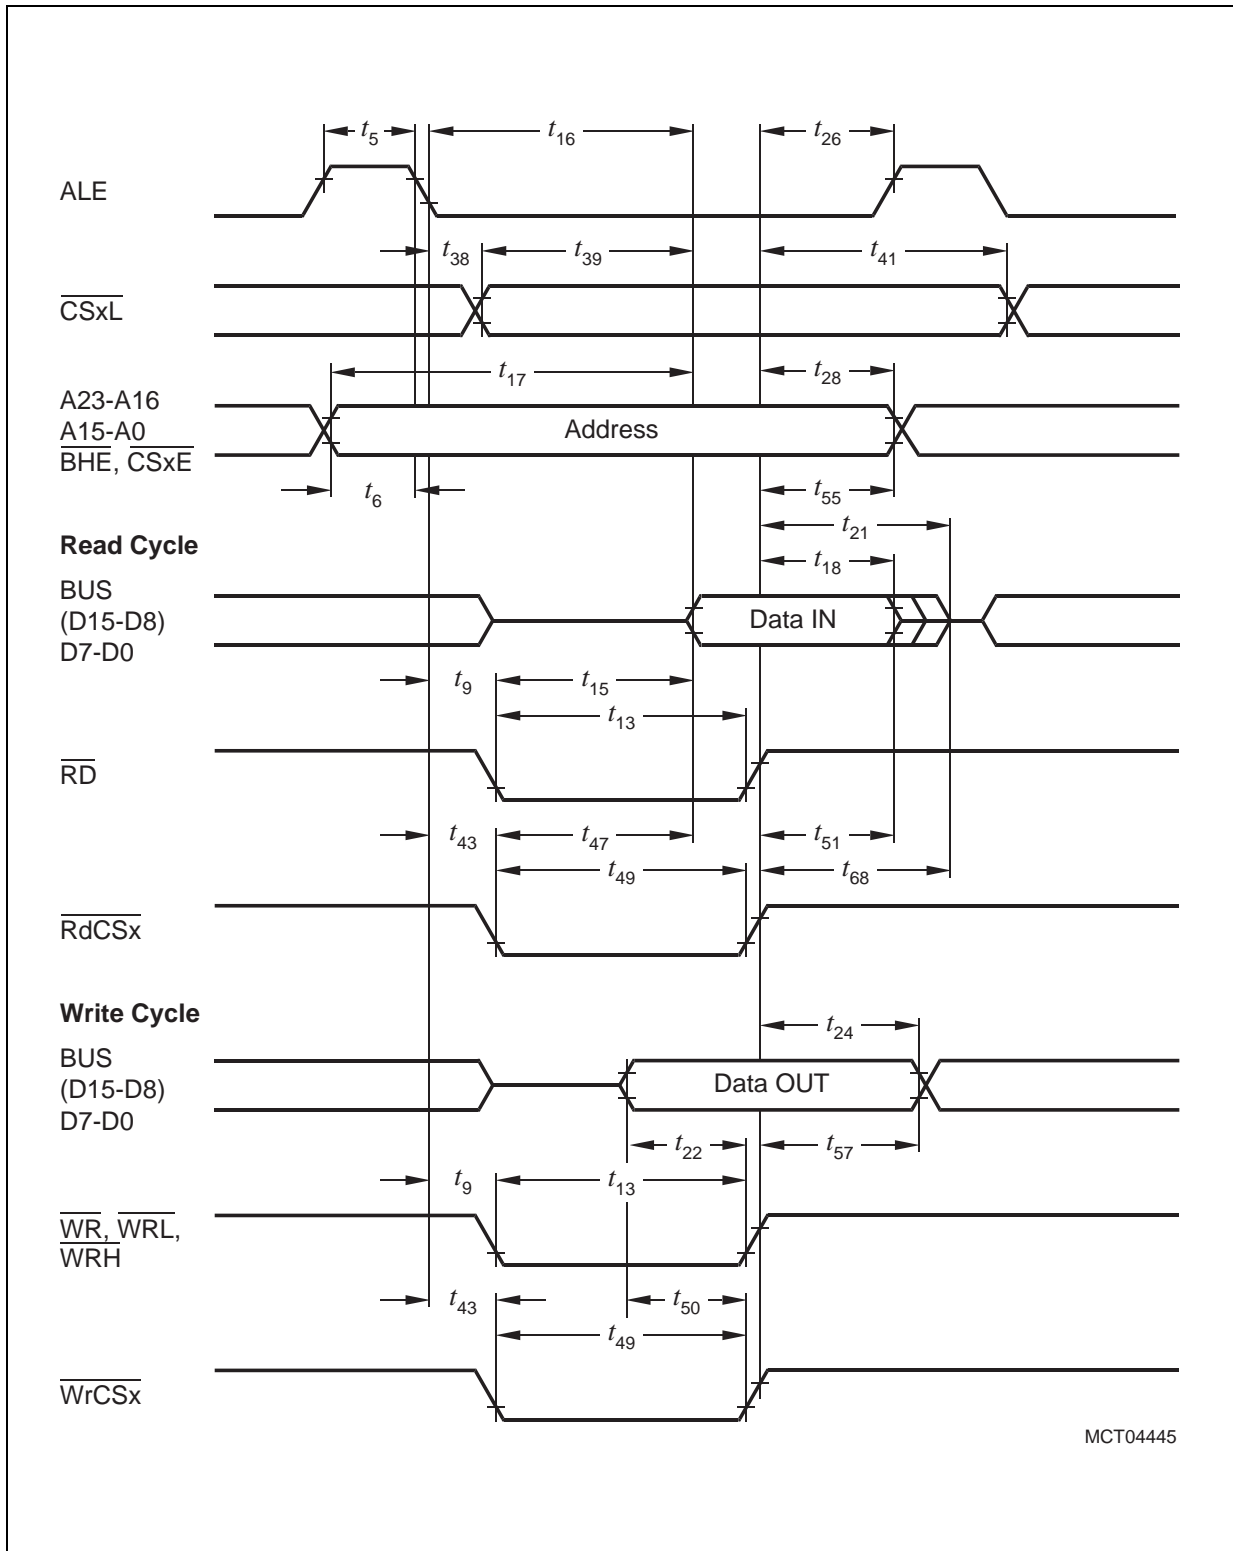 t5 t16 t26
ALE
t38 t39 t41
CSxL
t17 t28
A23-A16
A15-A0
BHE, CSxE
Address
t6 t55
t21
Read Cycle
t18
BUS
(D15-D8)
D7-D0
Data IN
t9 t15
t13
RD
t43 t47 t51
t49 t68
RdCSx
Write Cycle
t24
BUS
(D15-D8)
D7-D0
Data OUT
t22 t57
t9 t13
WR, WRL,
WRH
t43 t50
t49
WrCSx
MCT04445